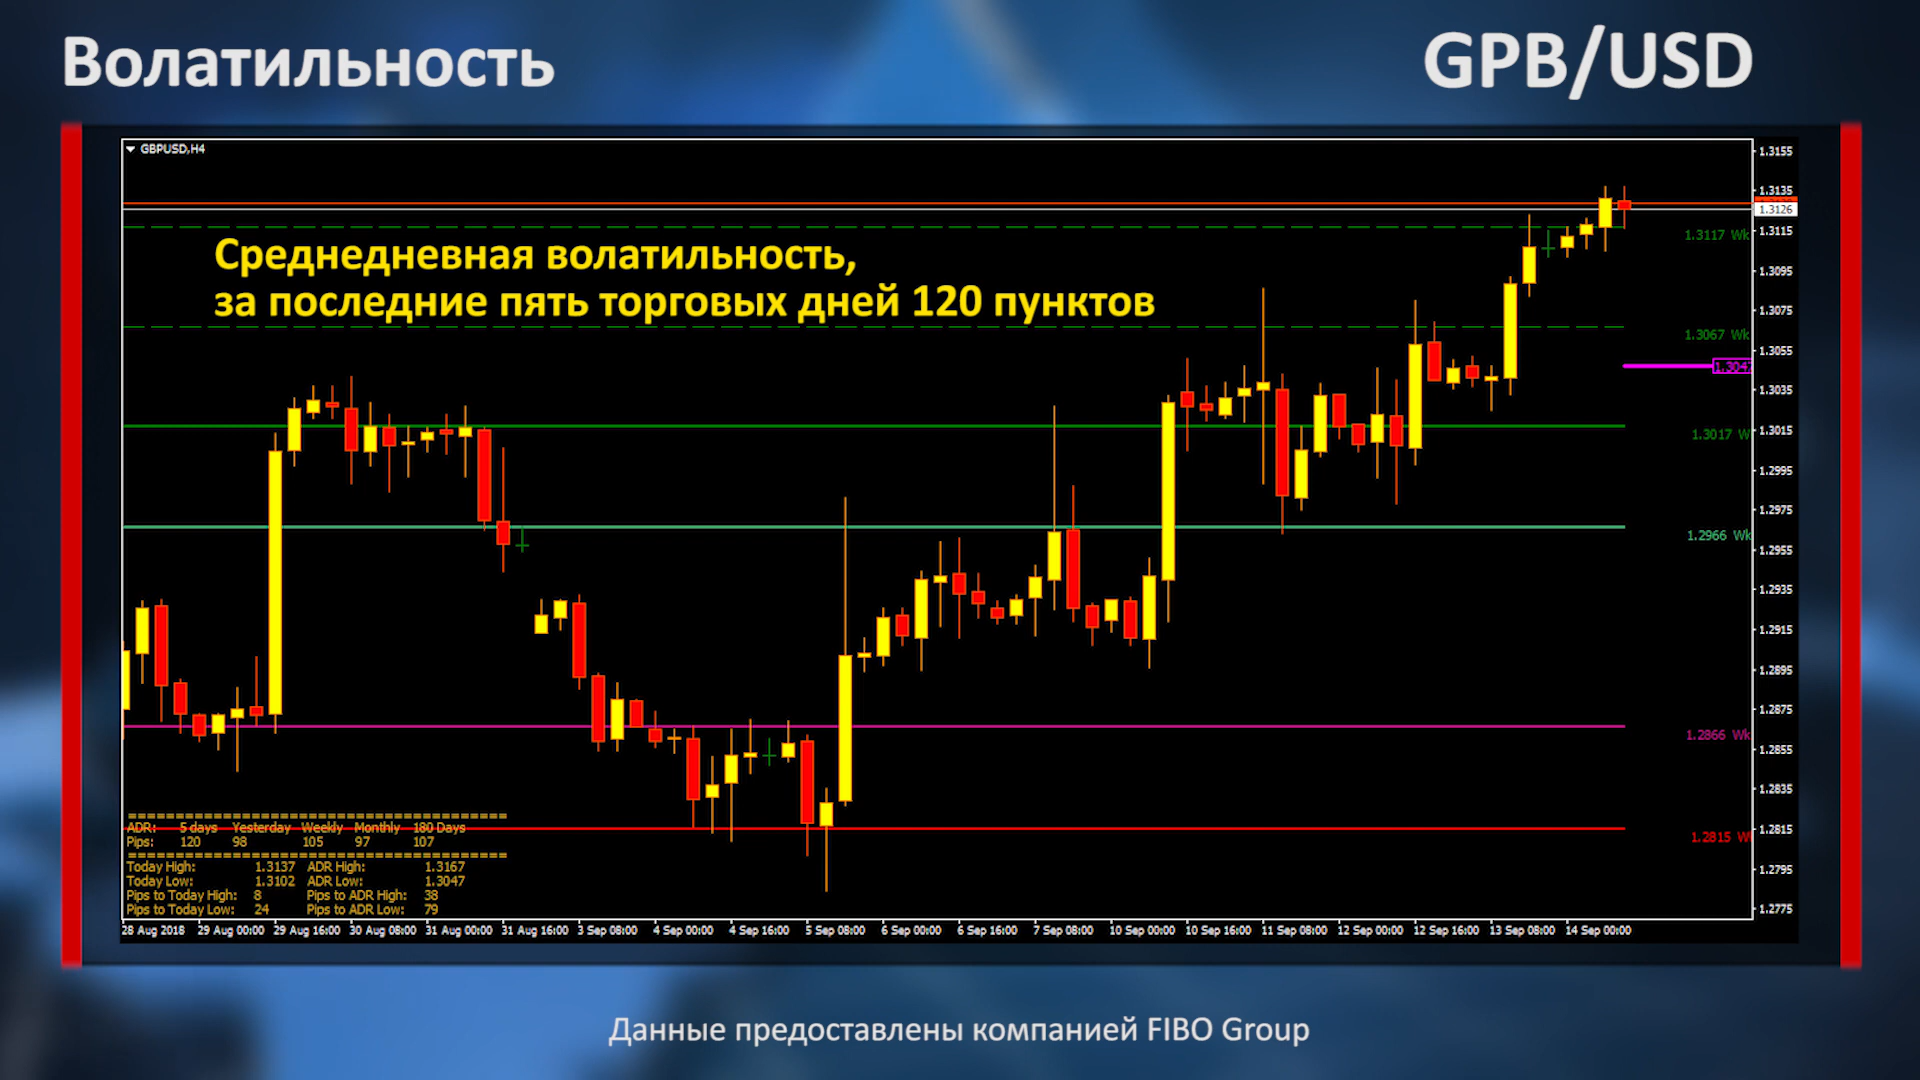 Волатильность
GPB/USD
GBPUSD,H4
1.3155
1.3135
1.3126
1.3115
1.3095
1.3075
1.3055
1.3035
1.3015
1.2995
1.2975
1.2955
1.2935
1.2915
1.2895
1.2875
1.2855
1.2835
1.2815
1.2795
1.2775
Среднедневная волатильность,
за последние пять торговых дней 120 пунктов
1.3117 Wk
1.3067 Wk
1.3047
1.3017 W
1.2966 Wk
1.2866 Wk
1.2815 W
ADR: 5 days Yesterday Weekly Monthly 180 Days
Pips: 120 98 105 97 107
Today High: 1.3137 ADR High: 1.3167
Today Low: 1.3102 ADR Low: 1.3047
Pips to Today High: 8 Pips to ADR High: 38
Pips to Today Low: 24 Pips to ADR Low: 79
28 Aug 2018 29 Aug 00:00 29 Aug 16:00 30 Aug 08:00 31 Aug 00:00 31 Aug 16:00 3 Sep 08:00 4 Sep 00:00 4 Sep 16:00 5 Sep 08:00 6 Sep 00:00 6 Sep 16:00 7 Sep 08:00 10 Sep 00:00 10 Sep 16:00 11 Sep 08:00 12 Sep 00:00 12 Sep 16:00 13 Sep 08:00 14 Sep 00:00
Данные предоставлены компанией FIBO Group